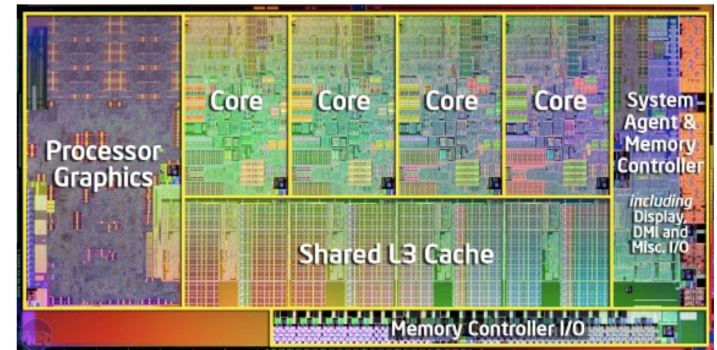 Processor
Graphics
Core
Core
Core
Core
System
Agent &
Memory
Controller
including
Display,
DMI and
Misc. I/O
Shared L3 Cache
Memory Controller I/O